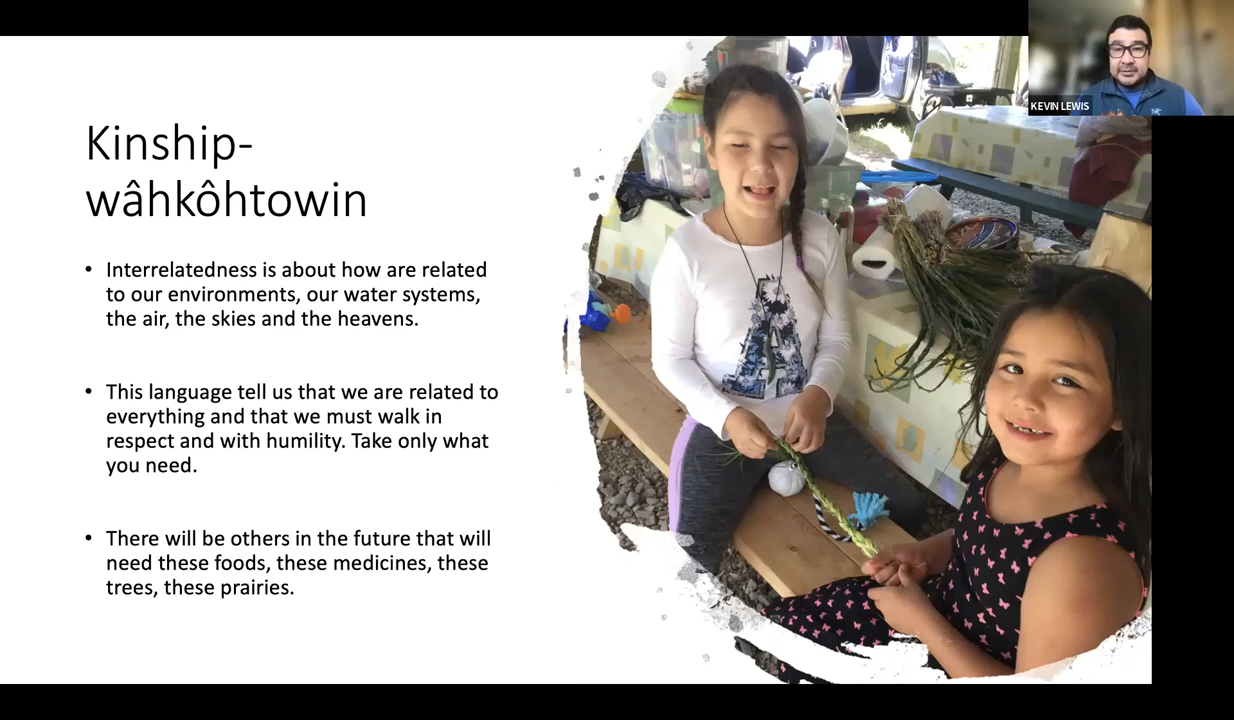 KEVIN LEWIS
Kinship-
wâhkôhtowin
• Interrelatedness is about how are related
to our environments, our water systems,
the air, the skies and the heavens.
• This language tell us that we are related to
everything and that we must walk in
respect and with humility. Take only what
you need.
• There will be others in the future that will
need these foods, these medicines, these
trees, these prairies.
A